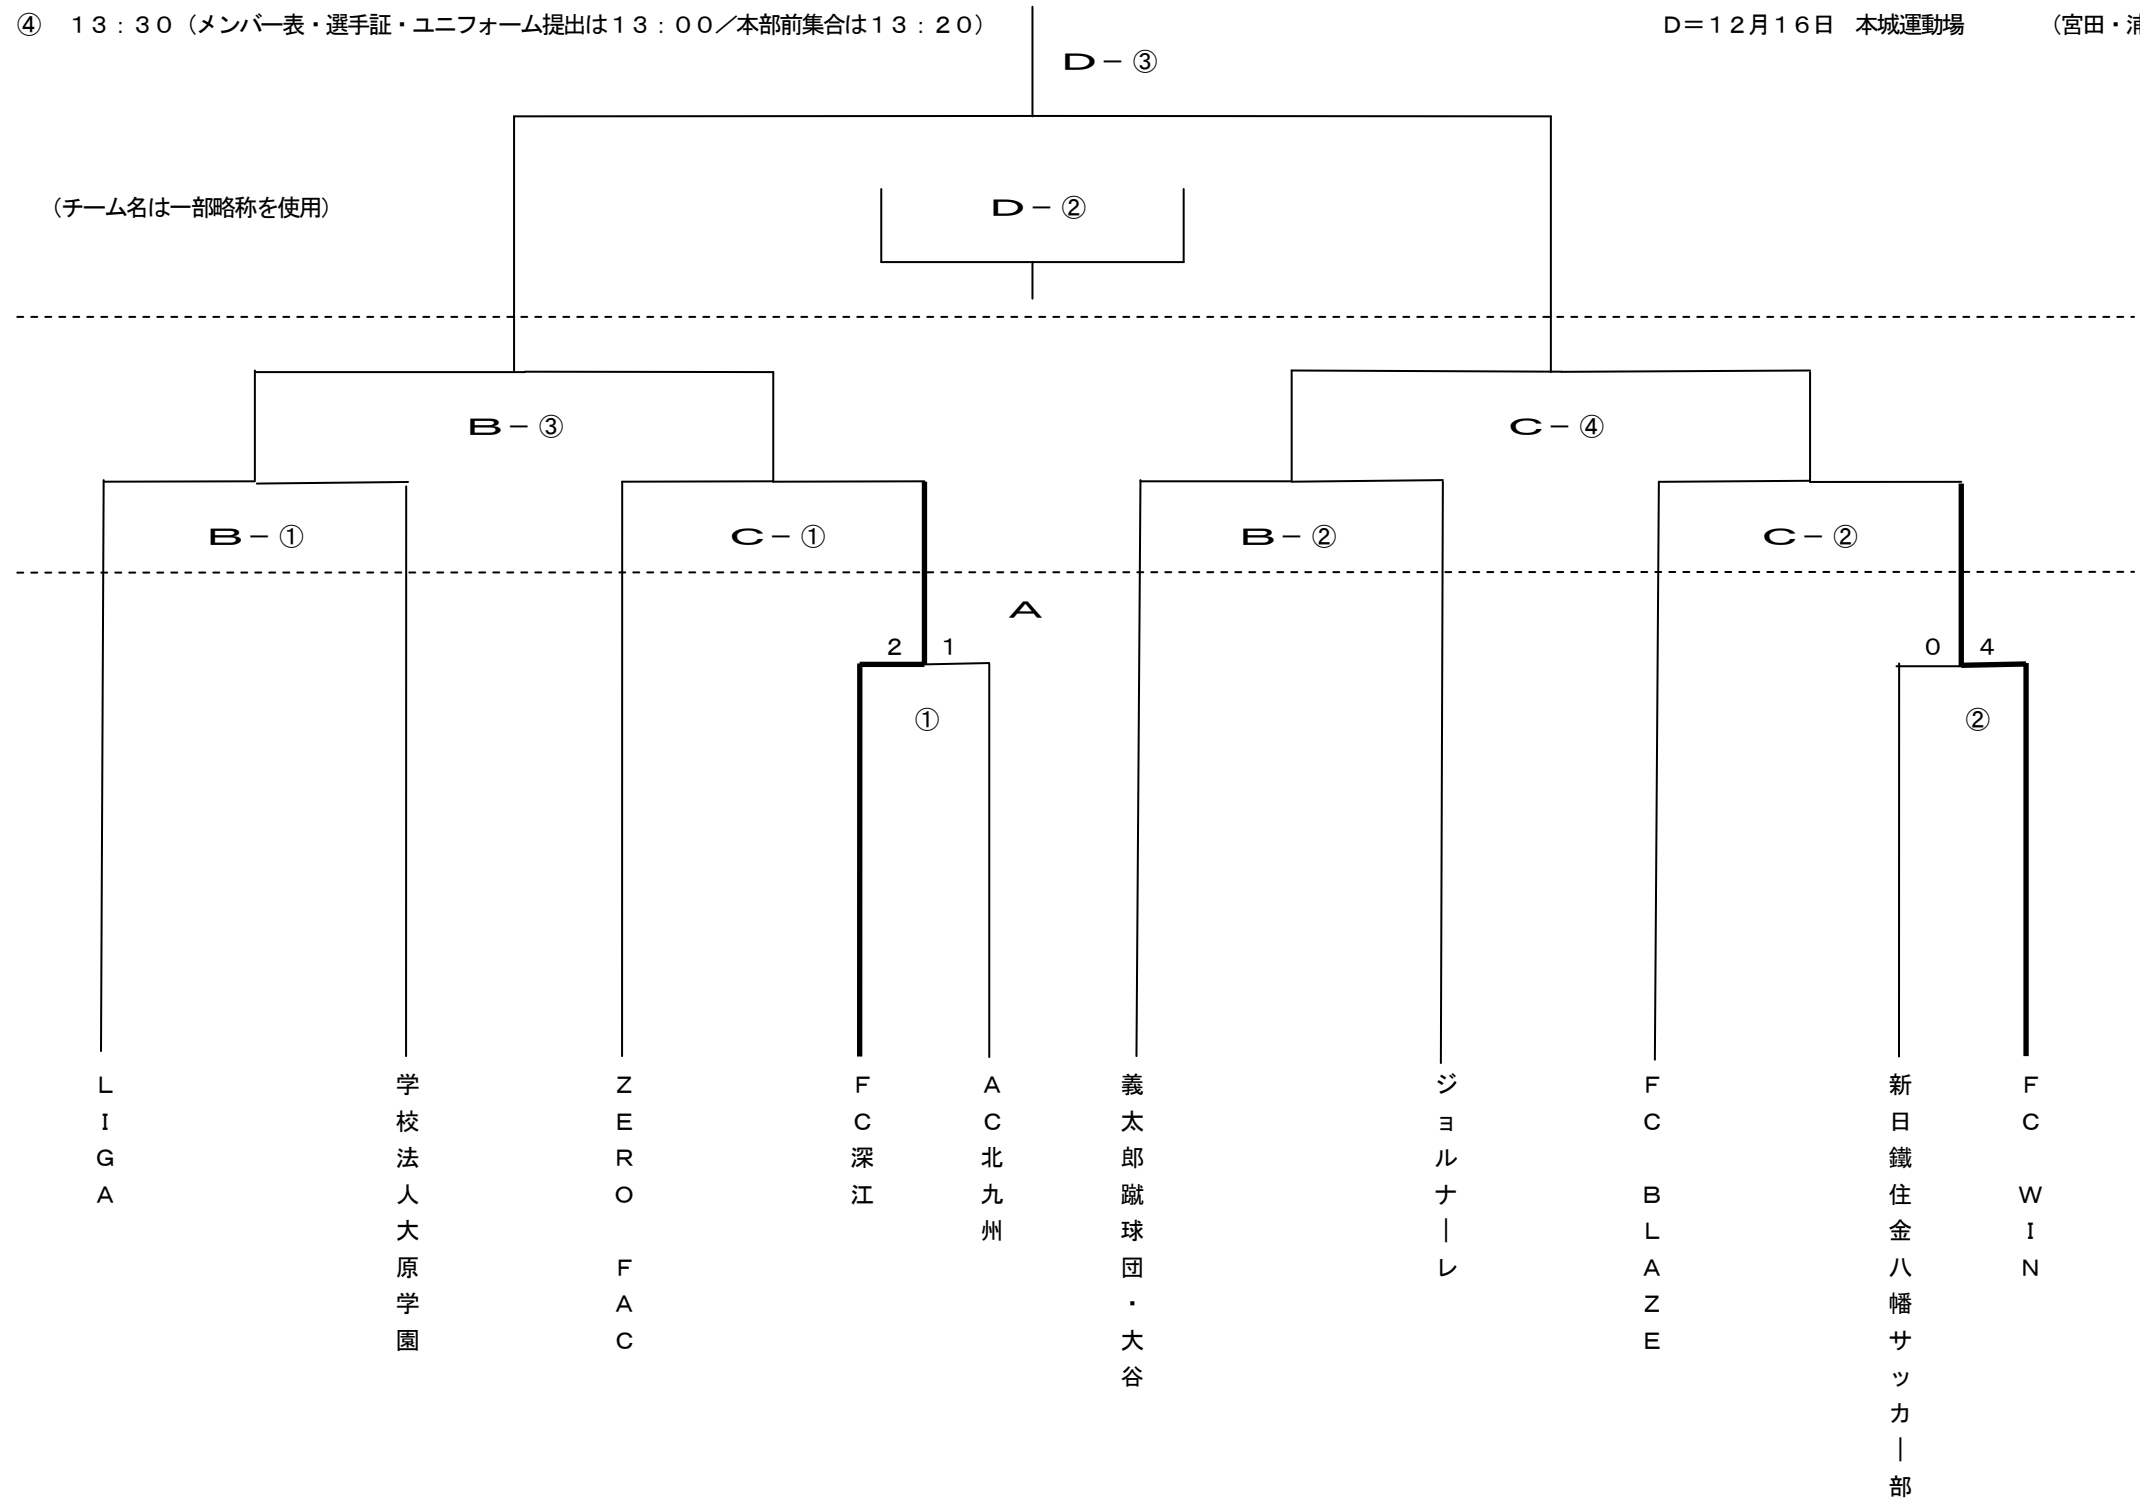 ④　１３：３０（メンバー表・選手証・ユニフォーム提出は１３：００／本部前集合は１３：２０）
Ｄ＝１２月１６日　本城運動場　　　（宮田・浦
Ｄ－③
（チーム名は一部略称を使用）
Ｄ－②
Ｂ－③
Ｃ－④
Ｂ－①
Ｃ－①
Ｂ－②
Ｃ－②
Ａ
２　１
０　４
①
②
ＬＩＧＡ
学校法人大原学園
ＺＥＲＯ　ＦＡＣ
ＦＣ深江
ＡＣ北九州
義太郎蹴球団・大谷
ジョルナーレ
ＦＣ　ＢＬＡＺＥ
新日鐵住金八幡サッカー部
ＦＣ　ＷＩＮ